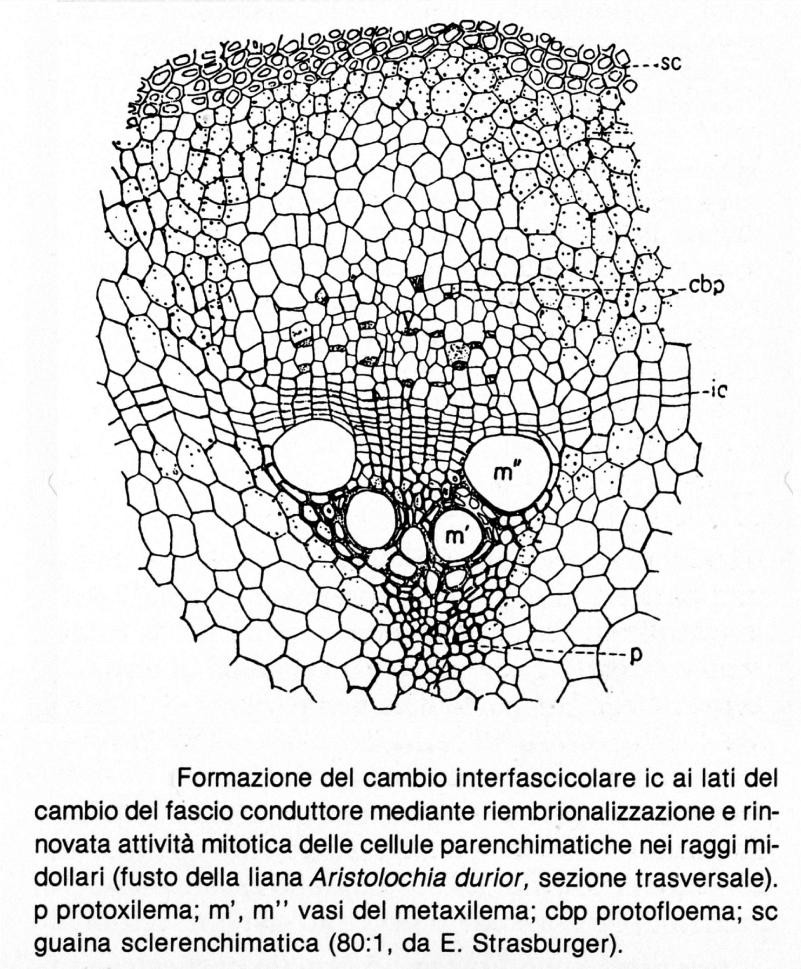 sc
cbp
ic
m''
m'
p
Formazione del cambio interfascicolare ic ai lati del
cambio del fascio conduttore mediante riembrionalizzazione e rin-
novata attività mitotica delle cellule parenchimatiche nei raggi mi-
dollari (fusto della liana Aristolochia durior, sezione trasversale).
p protoxilema; m', m'' vasi del metaxilema; cbp protofloema; sc
guaina sclerenchimatica (80:1, da E. Strasburger).